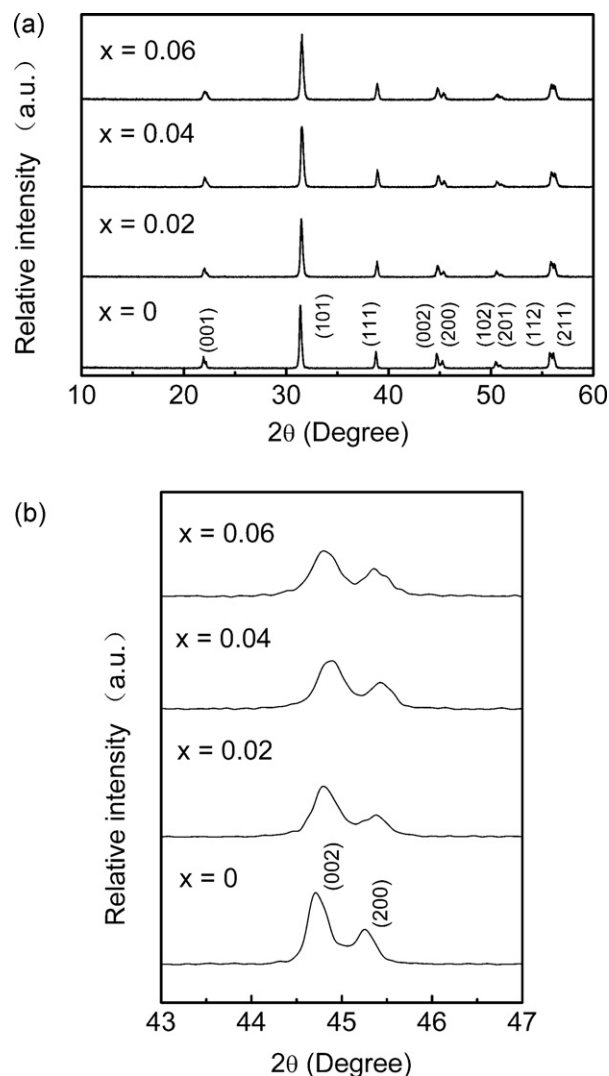 (a)
Relative intensity（a.u.）
x = 0.06
x = 0.04
x = 0.02
x = 0
(001)
(101)
(111)
(002)
(200)
(102)
(201)
(112)
(211)
10 20 30 40 50 60
2θ (Degree)
(b)
Relative intensity（a.u.）
x = 0.06
x = 0.04
x = 0.02
x = 0
(002)
(200)
43 44 45 46 47
2θ (Degree)